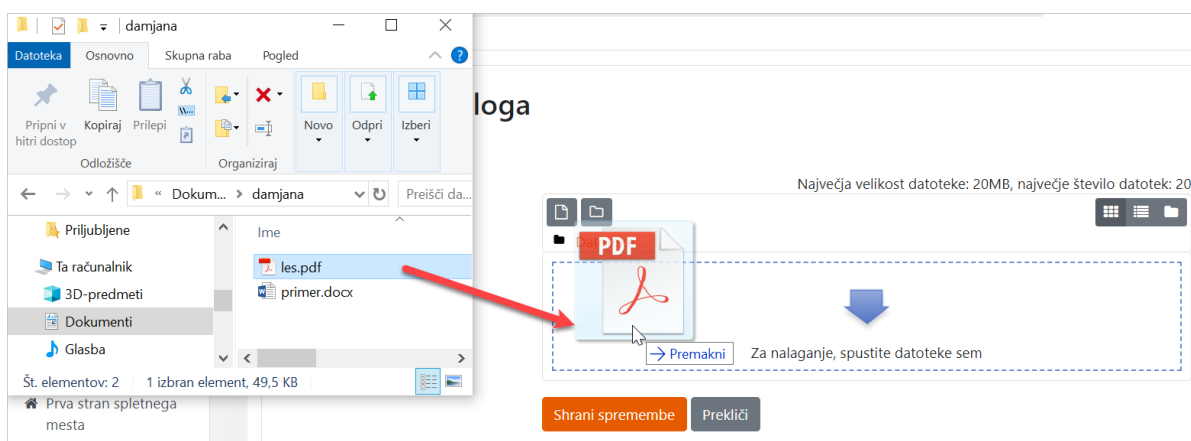 damjana
Datoteka Osnovno Skupna raba Pogled
Pripni v hitri dostop
Kopiraj
Prilepi
Novo
Odpri
Izberi
Odložišče
Organiziraj
« Dokum... > damjana
Preišči da...
Priljubljene
Ta računalnik
3D-predmeti
Dokumenti
Glasba
Ime
les.pdf
primer.docx
Št. elementov: 2 1 izbran element, 49,5 KB
Prva stran spletnega
mesta
loga
Največja velikost datoteke: 20MB, največje število datotek: 20
PDF
Premakni
Za nalaganje, spustite datoteke sem
Shrani spremembe Prekliči